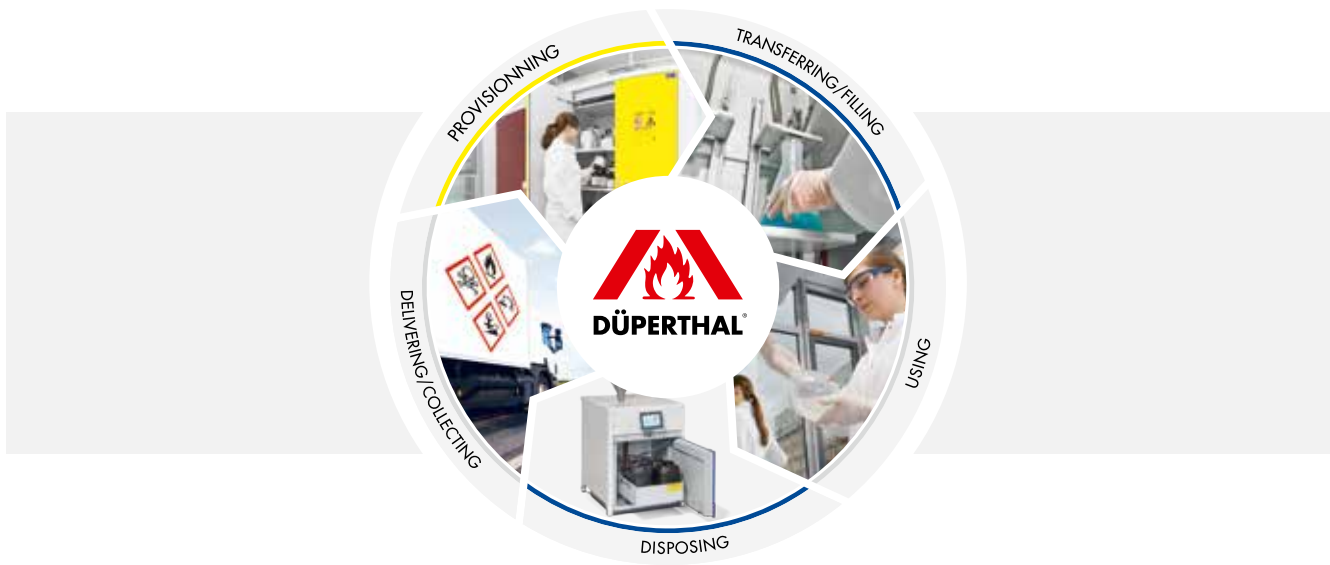 PROVISIONNING
TRANSFERRING/FILLING
USING
DISPOSING
DELIVERING/COLLECTING
DÜPERTHAL®